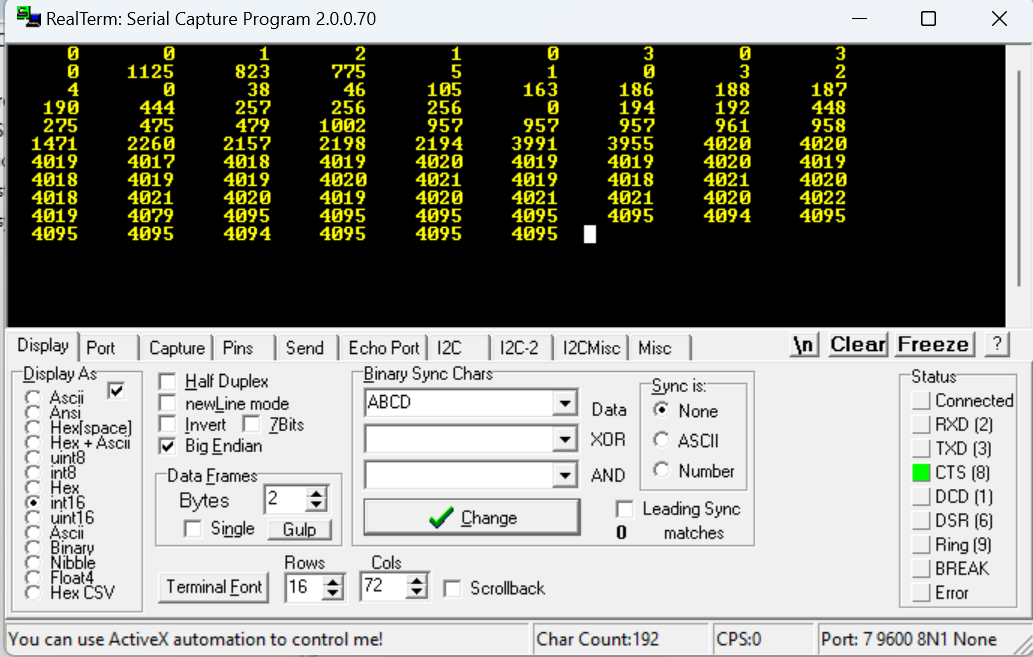 RealTerm: Serial Capture Program 2.0.0.70
0 0 1 2 1 0 3 0 3
0 1125 823 775 5 1 0 3 2
4 0 38 46 105 163 186 188 187
190 444 257 256 256 0 194 192 448
275 475 479 1002 957 957 957 961 958
1471 2260 2157 2198 2194 3991 3955 4020 4020
4019 4017 4018 4019 4020 4019 4019 4020 4019
4018 4019 4019 4020 4021 4019 4018 4021 4020
4018 4021 4020 4019 4020 4021 4021 4020 4022
4019 4079 4095 4095 4095 4095 4095 4094 4095
4095 4095 4094 4095 4095 4095
Display Port Capture Pins Send Echo Port I2C I2C-2 I2CMisc Misc \n Clear Freeze ?
Display As
Ascii
Ansi
Hex[space]
Hex + Ascii
uint8
int8
Hex
int16
uint16
Ascii
Binary
Nibble
Float4
Hex CSV
Half Duplex
newLine mode
Invert 7Bits
Big Endian
Data Frames
Bytes 2
Single Gulp
Rows Cols
Terminal Font 16 72 Scrollback
Binary Sync Chars
ABCD Data
XOR
AND
Change
Sync is:
None
ASCII
Number
Leading Sync
0 matches
Status
Connected
RXD (2)
TXD (3)
CTS (8)
DCD (1)
DSR (6)
Ring (9)
BREAK
Error
You can use ActiveX automation to control me! Char Count:192 CPS:0 Port: 7 9600 8N1 None